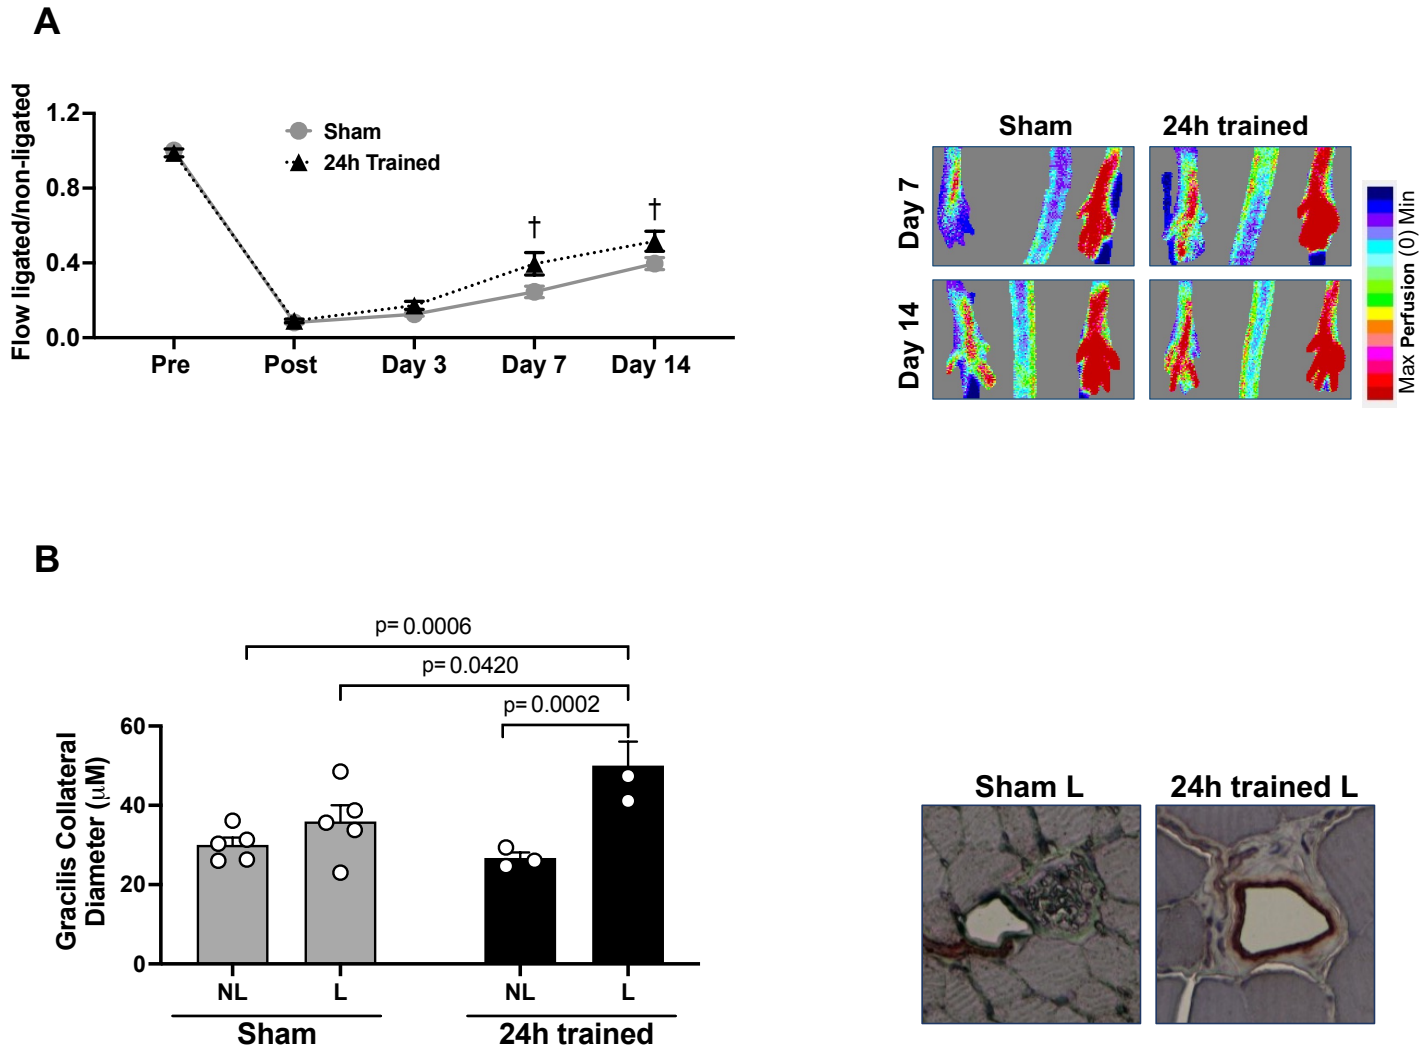 A
Flow ligated/non-ligated
1.2
0.8
0.4
0.0
Sham
24h Trained
†
†
Pre
Post
Day 3
Day 7
Day 14
Sham
24h trained
Day 7
Day 14
Max Perfusion (0) Min
B
p= 0.0006
p= 0.0420
p= 0.0002
Gracilis Collateral
Diameter (μM)
60
40
20
0
NL
L
NL
L
Sham
24h trained
Sham L
24h trained L